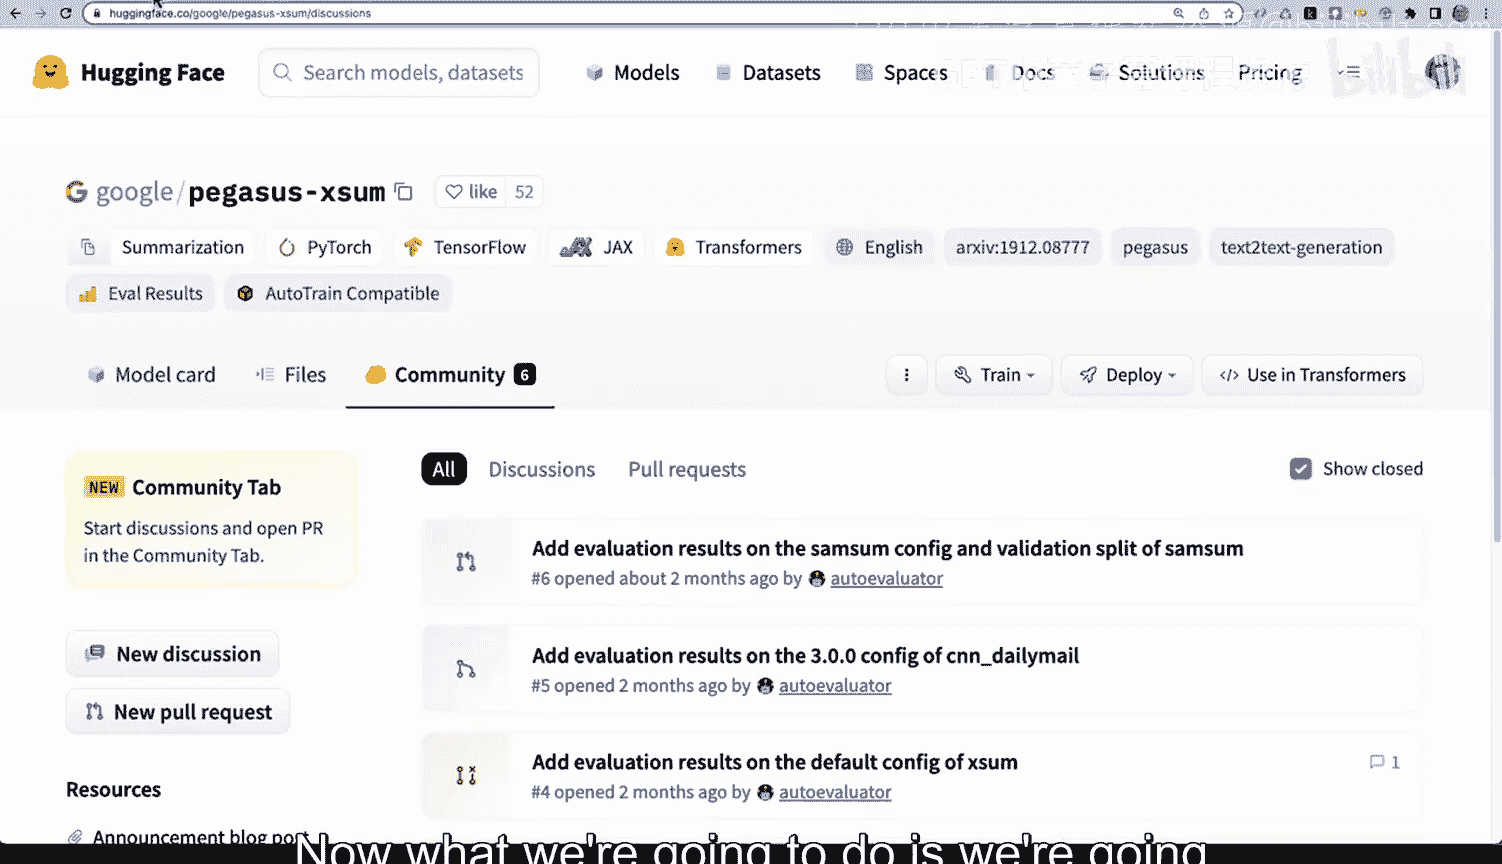 huggingface.co/google/pegasus-xsum/discussions
Hugging Face
Search models, datasets
Models
Datasets
Spaces
Docs
Solutions
Pricing
bilibili
google/pegasus-xsum
like 52
Summarization
PyTorch
TensorFlow
JAX
Transformers
English
arxiv:1912.08777
pegasus
text2text-generation
Eval Results
AutoTrain Compatible
Model card
Files
Community 6
Train
Deploy
</> Use in Transformers
All
Discussions
Pull requests
Show closed
NEW Community Tab
Start discussions and open PR
in the Community Tab.
New discussion
New pull request
Resources
Announcement blog post
Add evaluation results on the samsum config and validation split of samsum
#6 opened about 2 months ago by autoevaluator
Add evaluation results on the 3.0.0 config of cnn_dailymail
#5 opened 2 months ago by autoevaluator
Add evaluation results on the default config of xsum
1
#4 opened 2 months ago by autoevaluator
Now what we're going to do is we're going